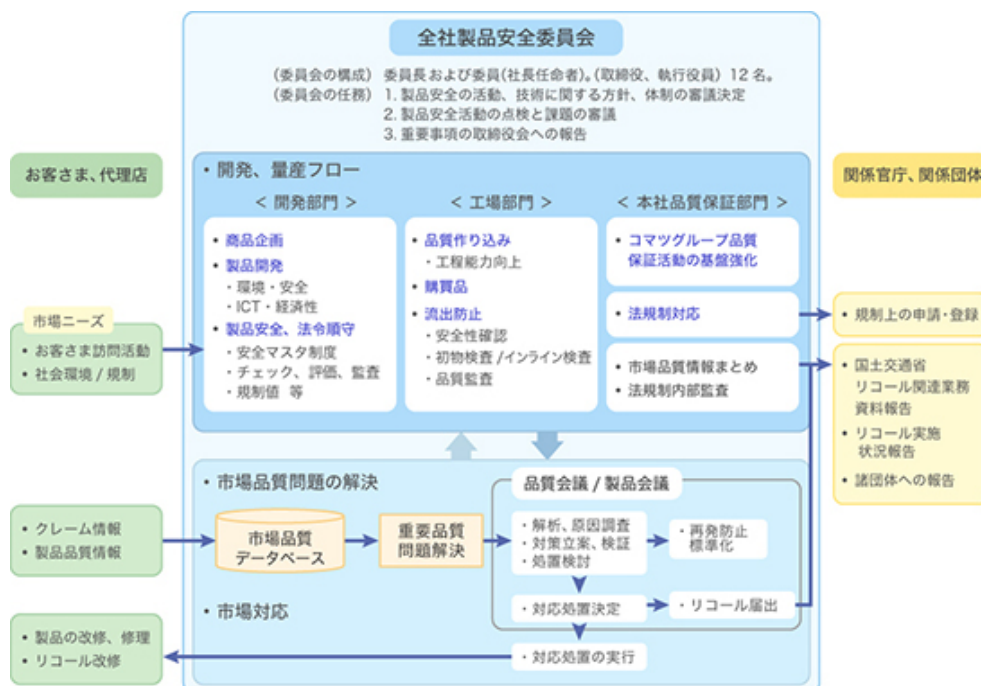 全社製品安全委員会
(委員会の構成) 委員長および委員(社長任命者)。(取締役、執行役員) 12名。
(委員会の任務) 1. 製品安全の活動、技術に関する方針、体制の審議決定
2. 製品安全活動の点検と課題の審議
3. 重要事項の取締役会への報告
お客さま、代理店
・開発、量産フロー
関係官庁、関係団体
< 開発部門 >
< 工場部門 >
< 本社品質保証部門 >
• 商品企画
• 製品開発
・環境・安全
・ICT・経済性
• 製品安全、法令順守
・安全マスタ制度
・チェック、評価、監査
・規制値 等
• 品質作り込み
・工程能力向上
• 購買品
• 流出防止
・安全性確認
・初物検査/インライン検査
・品質監査
• コマツグループ品質
保証活動の基盤強化
• 法規制対応
• 市場品質情報まとめ
• 法規制内部監査
市場ニーズ
• お客さま訪問活動
• 社会環境 / 規制
• 規制上の申請・登録
• 国土交通省
リコール関連業務
資料報告
• リコール実施
状況報告
• 諸団体への報告
・市場品質問題の解決
品質会議 / 製品会議
• クレーム情報
• 製品品質情報
市場品質
データベース
重要品質
問題解決
・解析、原因調査
・対策立案、検証
・処置検討
・再発防止
標準化
・市場対応
・対応処置決定
・リコール届出
• 製品の改修、修理
• リコール改修
・対応処置の実行